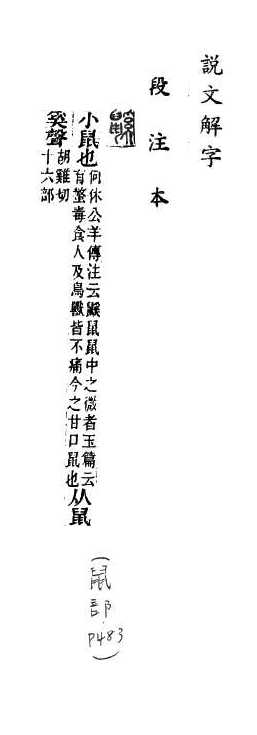 說文解字
段注本
鼷
小鼠也何休公羊傳注云鼷鼠鼠中之微者玉篇云有螫毒食人及鳥獸皆不痛今之甘口鼠也从鼠
奚聲胡雞切十六部
(鼠部 P483)